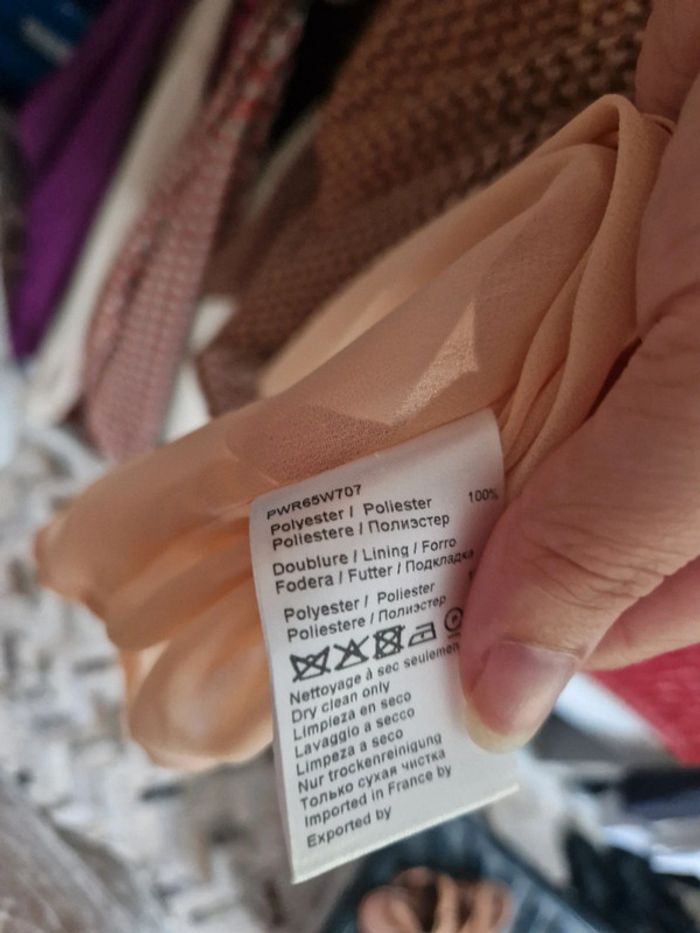 PWR65W707
Polyester / Poliester 100%
Poliestere / Полиэстер
Doublure / Lining / Forro
Fodera / Futter / Подкладка
Polyester / Poliester
Poliestere / Полиэстер
P
Nettoyage à sec seulemen
Dry clean only
Limpieza en seco
Lavaggio a secco
Limpeza a seco
Nur trockenreinigung
Только сухая чистка
Imported in France by
Exported by